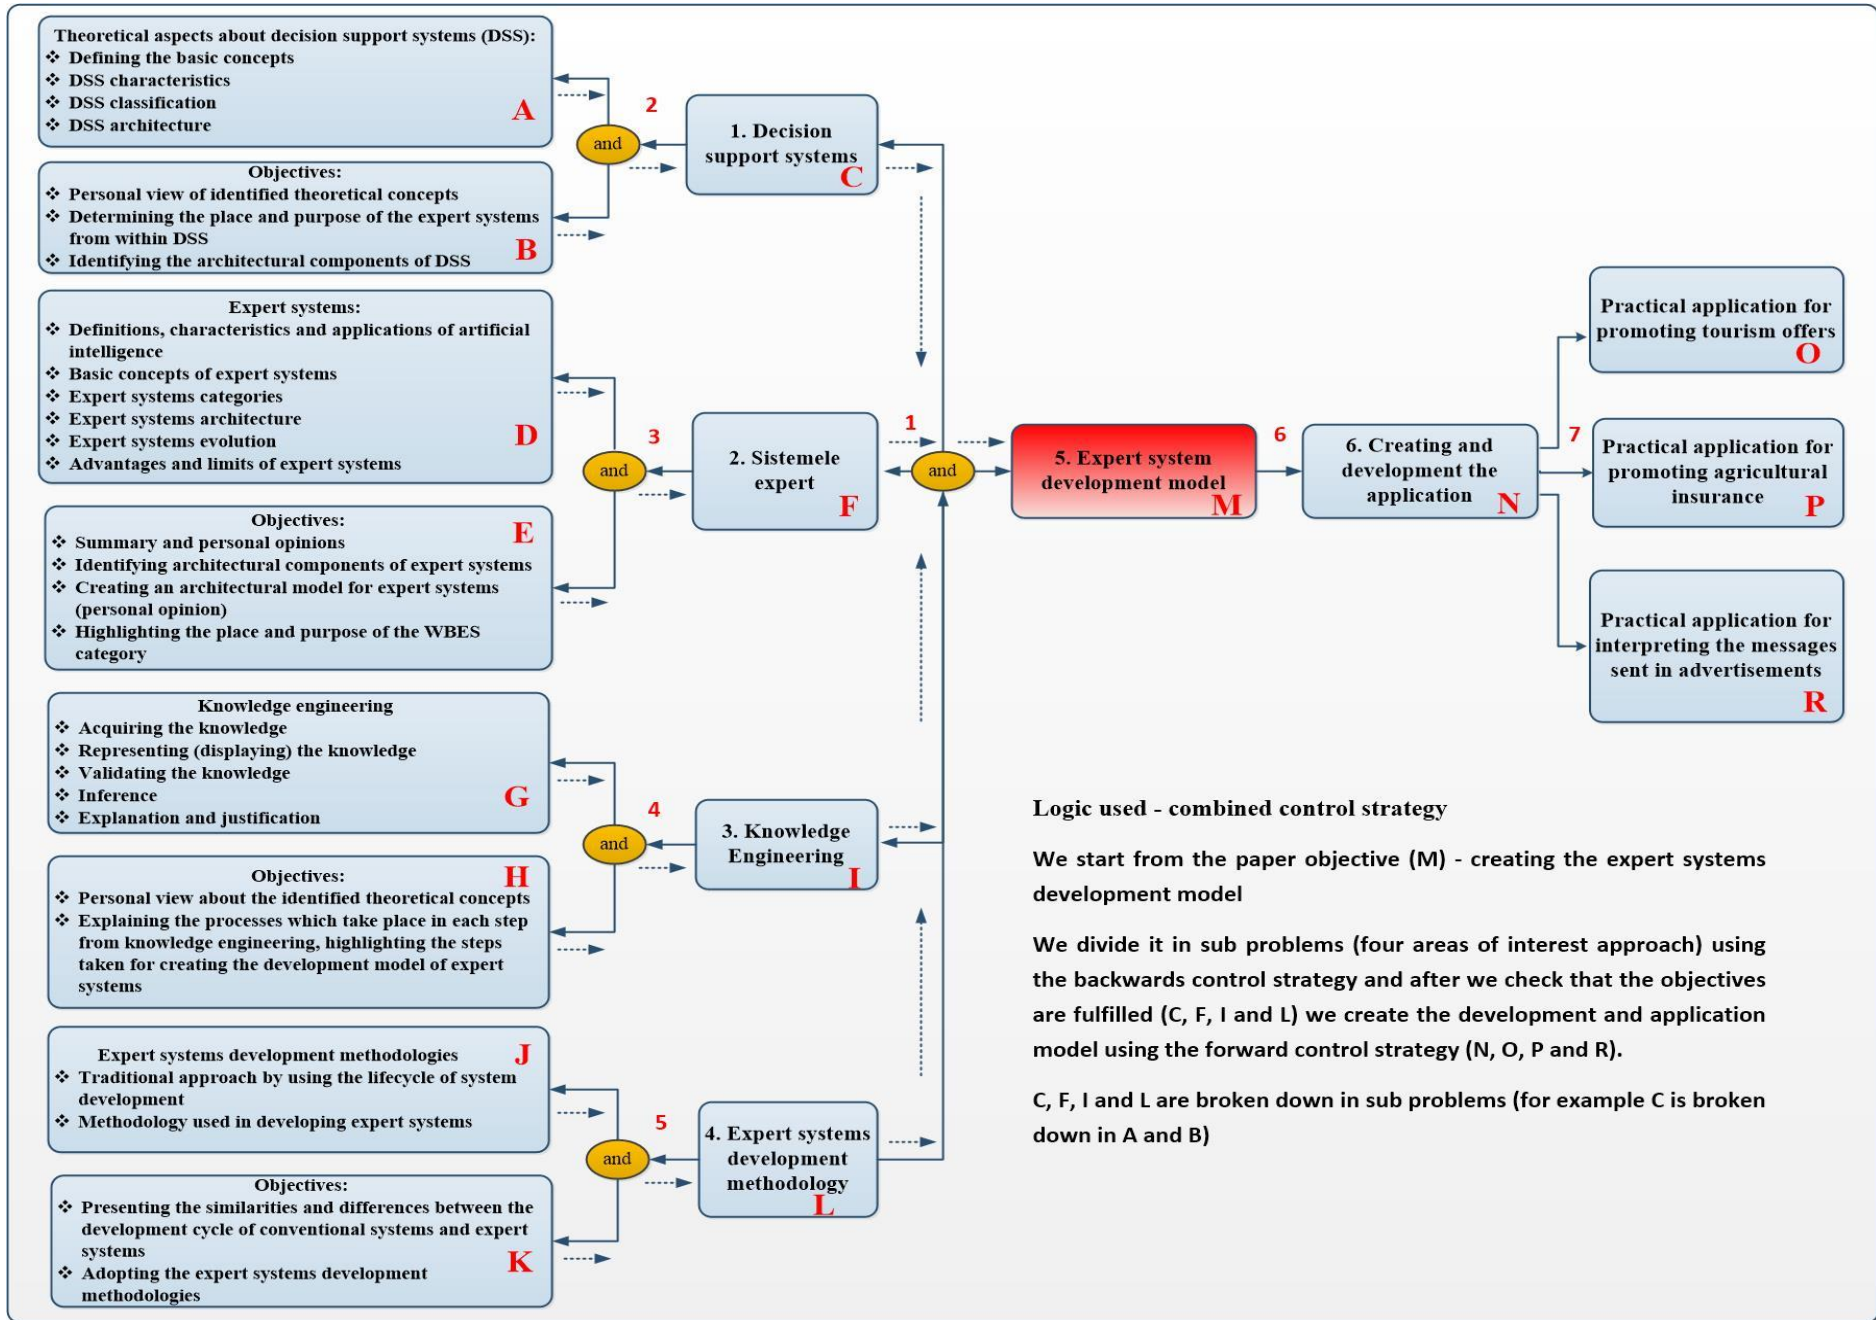 Theoretical aspects about decision support systems (DSS):
❖ Defining the basic concepts
❖ DSS characteristics
❖ DSS classification
❖ DSS architecture
A
Objectives:
❖ Personal view of identified theoretical concepts
❖ Determining the place and purpose of the expert systems
from within DSS
❖ Identifying the architectural components of DSS
B
and
2
1. Decision
support systems
C
Expert systems:
❖ Definitions, characteristics and applications of artificial
intelligence
❖ Basic concepts of expert systems
❖ Expert systems categories
❖ Expert systems architecture
❖ Expert systems evolution
❖ Advantages and limits of expert systems
D
Objectives:
❖ Summary and personal opinions
❖ Identifying architectural components of expert systems
❖ Creating an architectural model for expert systems
(personal opinion)
❖ Highlighting the place and purpose of the WBES
category
E
and
3
2. Sistemele
expert
F
Knowledge engineering
❖ Acquiring the knowledge
❖ Representing (displaying) the knowledge
❖ Validating the knowledge
❖ Inference
❖ Explanation and justification
G
Objectives:
❖ Personal view about the identified theoretical concepts
❖ Explaining the processes which take place in each step
from knowledge engineering, highlighting the steps
taken for creating the development model of expert
systems
H
and
4
3. Knowledge
Engineering
I
Expert systems development methodologies
❖ Traditional approach by using the lifecycle of system
development
❖ Methodology used in developing expert systems
J
Objectives:
❖ Presenting the similarities and differences between the
development cycle of conventional systems and expert
systems
❖ Adopting the expert systems development
methodologies
K
and
5
4. Expert systems
development
methodology
L
1
and
5. Expert system
development model
M
6
6. Creating and
development the
application
N
7
Practical application for
promoting tourism offers
O
Practical application for
promoting agricultural
insurance
P
Practical application for
interpreting the messages
sent in advertisements
R
Logic used - combined control strategy
We start from the paper objective (M) - creating the expert systems
development model
We divide it in sub problems (four areas of interest approach) using
the backwards control strategy and after we check that the objectives
are fulfilled (C, F, I and L) we create the development and application
model using the forward control strategy (N, O, P and R).
C, F, I and L are broken down in sub problems (for example C is broken
down in A and B)